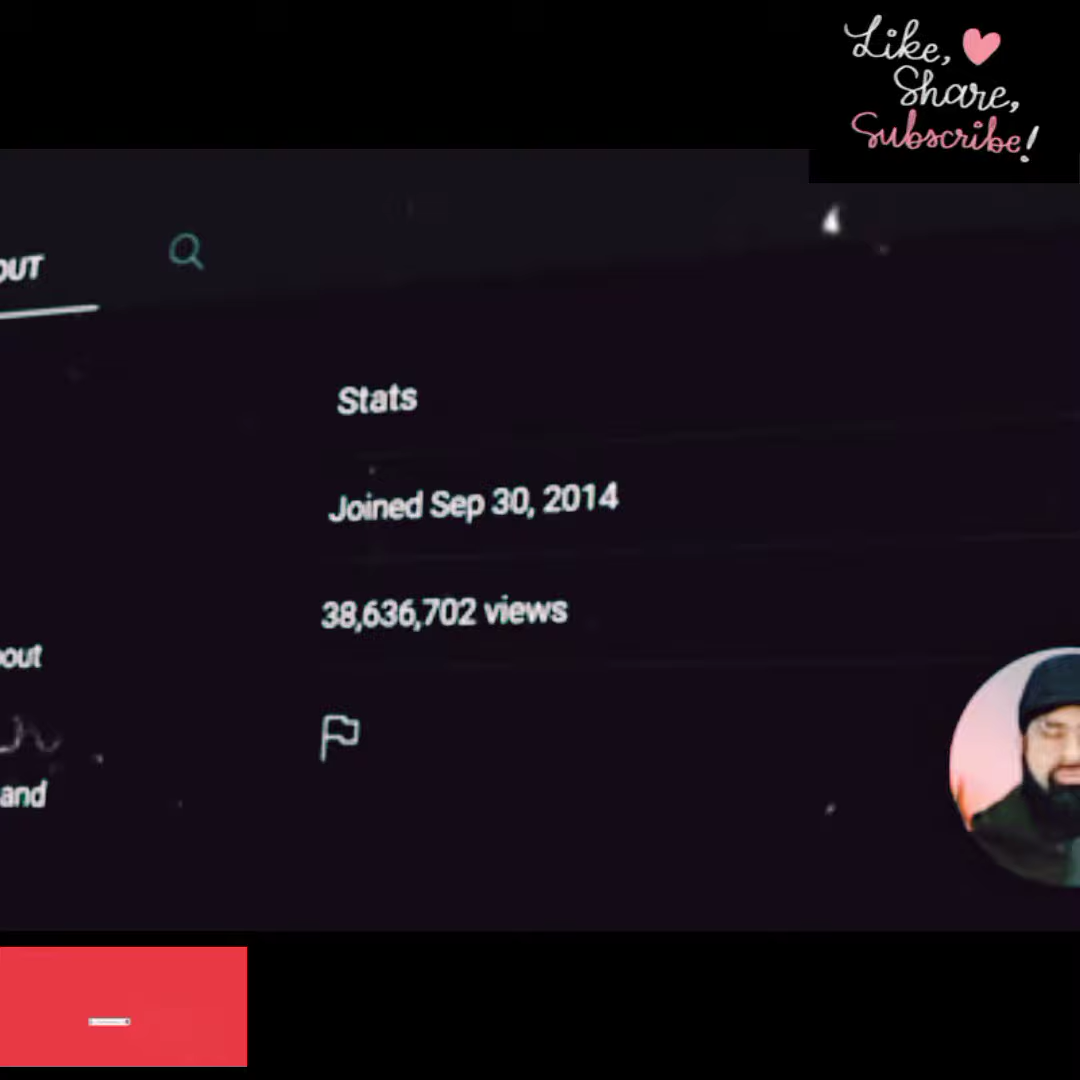 Like,
Share,
Subscribe!
OUT
Stats
Joined Sep 30, 2014
38,636,702 views
out
and